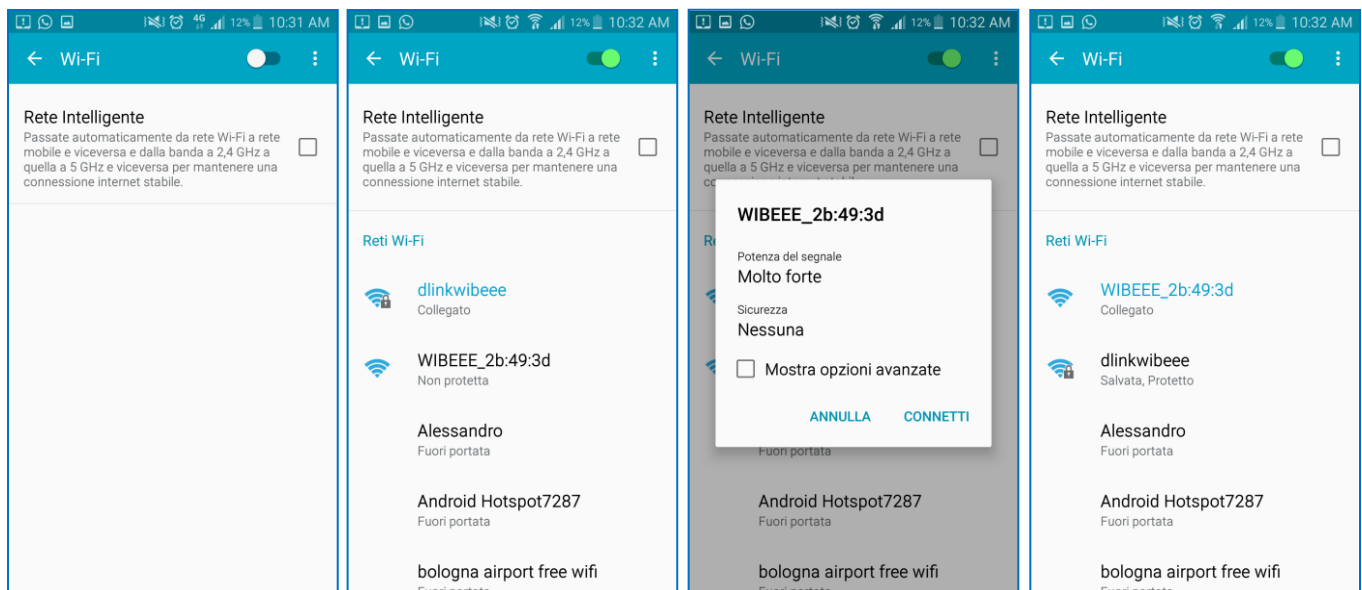 12% 10:31 AM
4G
Wi-Fi
Rete Intelligente
Passate automaticamente da rete Wi-Fi a rete
mobile e viceversa e dalla banda a 2,4 GHz a
quella a 5 GHz e viceversa per mantenere una
connessione internet stabile.
12% 10:32 AM
Wi-Fi
Rete Intelligente
Passate automaticamente da rete Wi-Fi a rete
mobile e viceversa e dalla banda a 2,4 GHz a
quella a 5 GHz e viceversa per mantenere una
connessione internet stabile.
Reti Wi-Fi
dlinkwibeee
Collegato
WIBEEE_2b:49:3d
Non protetta
Alessandro
Fuori portata
Android Hotspot7287
Fuori portata
bologna airport free wifi
12% 10:32 AM
Wi-Fi
Rete Intelligente
Passate automaticamente da rete Wi-Fi a rete
mobile e viceversa e dalla banda a 2,4 GHz a
quella a 5 GHz e viceversa per mantenere una
WIBEEE_2b:49:3d
Potenza del segnale
Molto forte
Sicurezza
Nessuna
Mostra opzioni avanzate
ANNULLA CONNETTI
Fuori portata
Android Hotspot7287
Fuori portata
bologna airport free wifi
12% 10:32 AM
Wi-Fi
Rete Intelligente
Passate automaticamente da rete Wi-Fi a rete
mobile e viceversa e dalla banda a 2,4 GHz a
quella a 5 GHz e viceversa per mantenere una
connessione internet stabile.
Reti Wi-Fi
WIBEEE_2b:49:3d
Collegato
dlinkwibeee
Salvata, Protetto
Alessandro
Fuori portata
Android Hotspot7287
Fuori portata
bologna airport free wifi